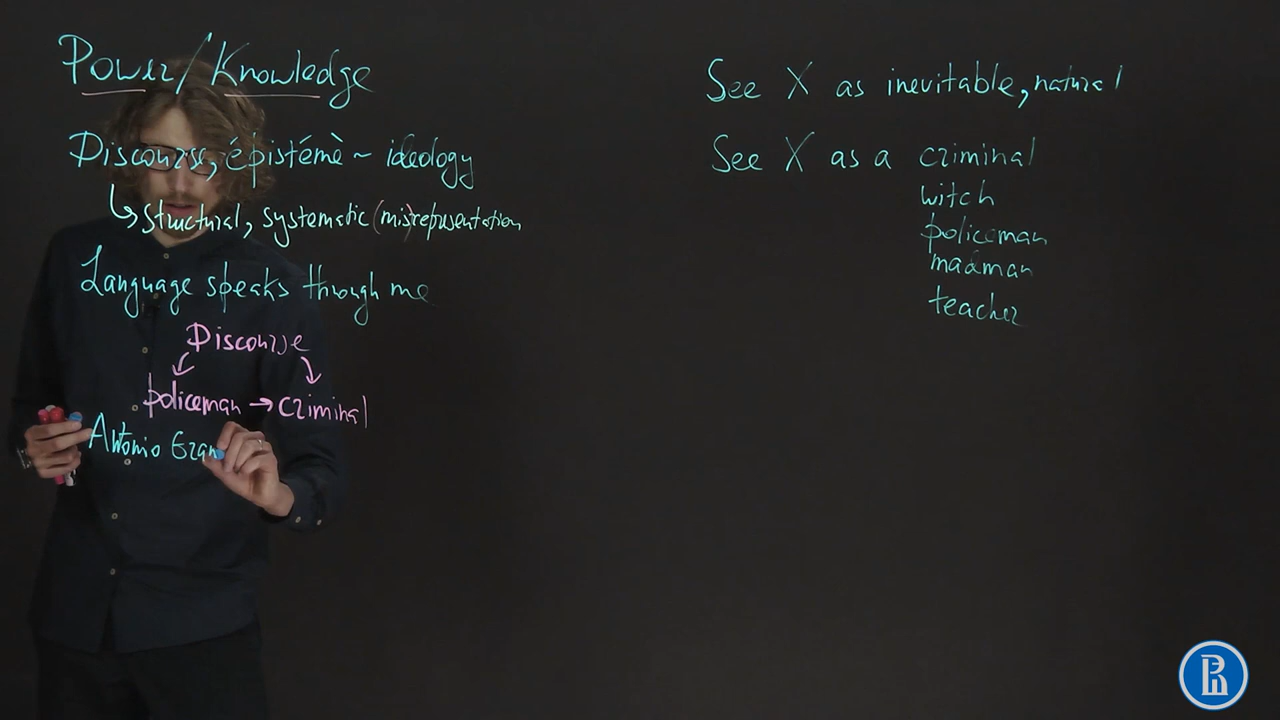 Power/Knowledge
Discourse, épistémè ~ ideology
structural, systematic (mis)representation
Language speaks through me
Discourse
policeman → criminal
Antonio Gram
See X as inevitable, natural
See X as a criminal
witch
policeman
madman
teacher